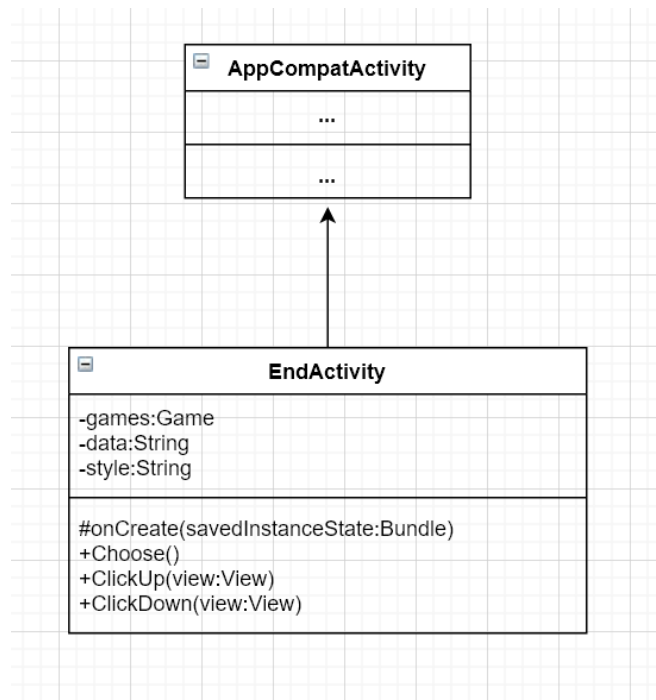 AppCompatActivity
...
...
EndActivity
-games:Game
-data:String
-style:String
#onCreate(savedInstanceState:Bundle)
+Choose()
+ClickUp(view:View)
+ClickDown(view:View)